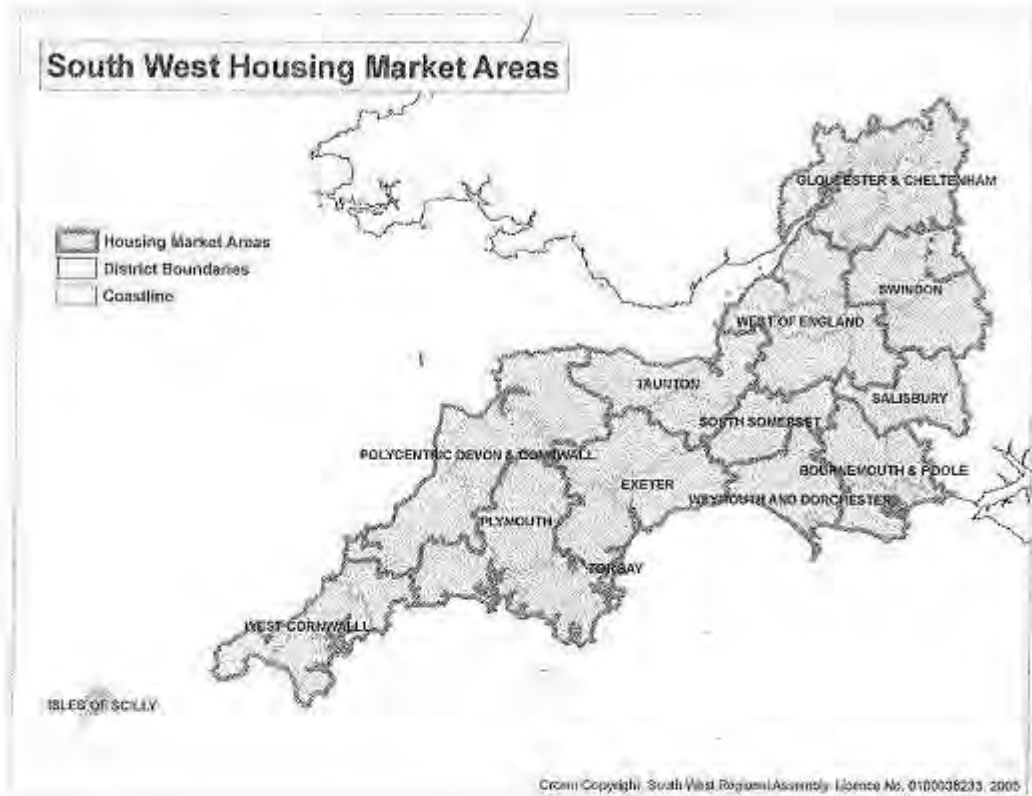 South West Housing Market Areas
GLOUCESTER & CHELTENHAM
Housing Market Areas
District Boundaries
Coastline
SWINDON
WEST OF ENGLAND
TAUNTON
SALISBURY
SOUTH SOMERSET
POLYCENTRIC DEVON & CORNWALL
BOURNEMOUTH & POOLE
EXETER
WEYMOUTH AND DORCHESTER
PLYMOUTH
TORBAY
WEST CORNWALLL
ISLES OF SCILLY
Crown Copyright. South West Regional Assembly. Licence No. 0100038233, 2005